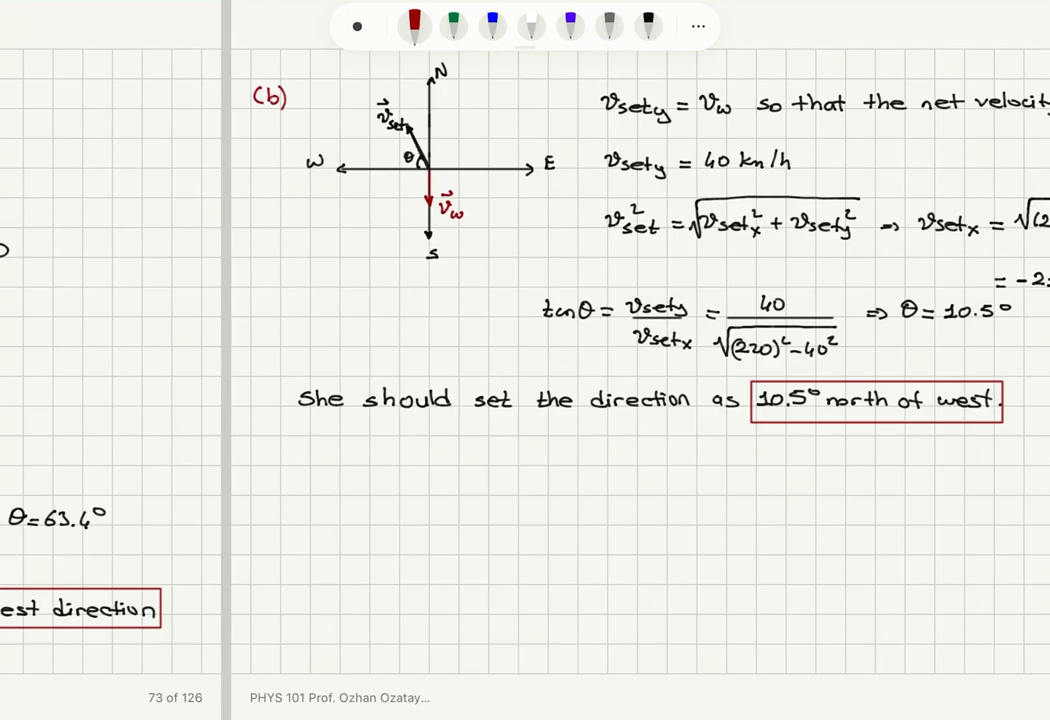 (b)
N
v⃗set
θ
W
E
v⃗w
S
vsety = vw so that the net velocity
vsety = 40 km/h
v²set = √(vsetx² + vsety²) => vsetx = √(2
= -2
tanθ = vsety/vsetx = 40/√((220)²-40²) => θ = 10.5°
She should set the direction as 10.5° north of west.
θ=63.4°
est direction
73 of 126
PHYS 101 Prof. Ozhan Ozatay...